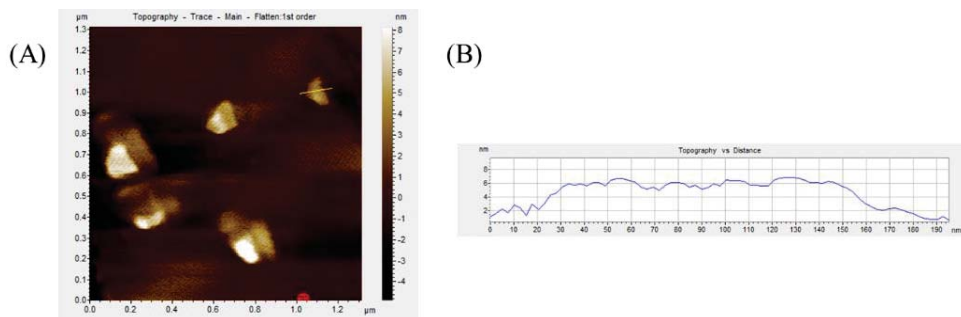 (A)
Topography - Trace - Main - Flatten:1st order
µm
nm
1.3
1.2
1.1
1.0
0.9
0.8
0.7
0.6
0.5
0.4
0.3
0.2
0.1
0.0
0.0 0.2 0.4 0.6 0.8 1.0 1.2
µm
8
7
6
5
4
3
2
1
0
-1
-2
-3
-4
(B)
Topography vs Distance
nm
8
6
4
2
0 10 20 30 40 50 60 70 80 90 100 110 120 130 140 150 160 170 180 190
nm